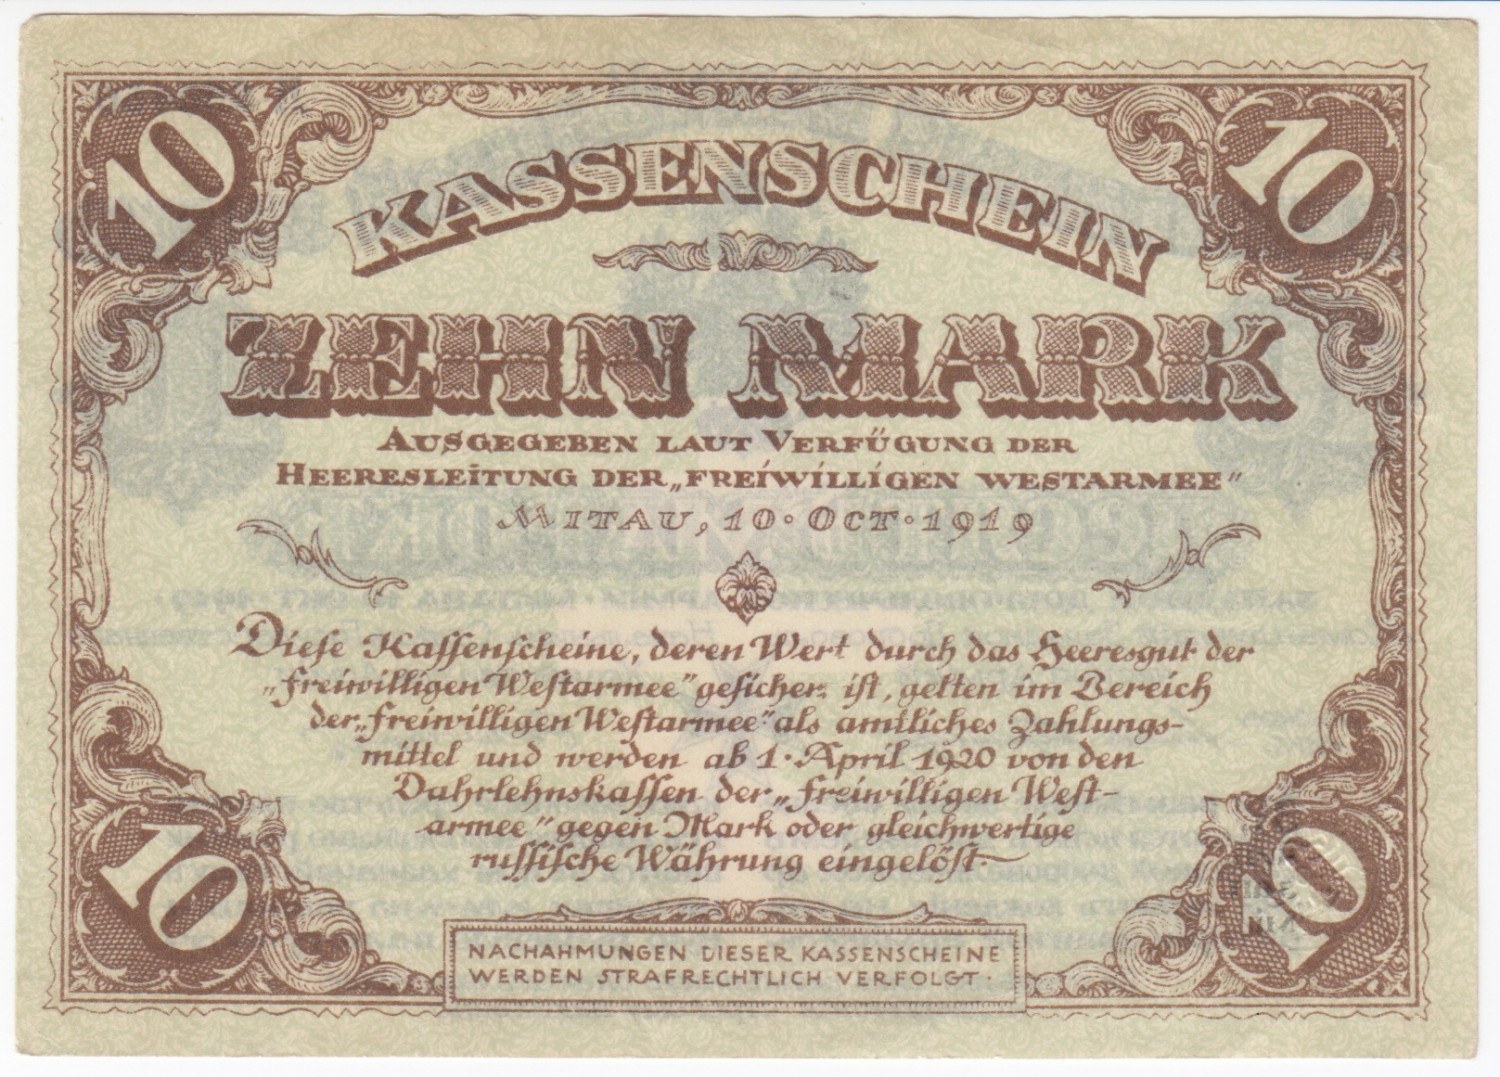 10
10
KASSENSCHEIN
ZEHN MARK
AUSGEGEBEN LAUT VERFÜGUNG DER
HEERESLEITUNG DER „FREIWILLIGEN WESTARMEE"
MITAU, 10. OCT. 1919
Diese Kassenscheine, deren Wert durch das Heeresgut der
„Freiwilligen Westarmee" gesichert ist, gelten im Bereich
der „Freiwilligen Westarmee" als amtliches Zahlungs-
mittel und werden ab 1. April 1920 von den
Dahrlehnskassen der „Freiwilligen West-
armee" gegen Mark oder gleichwertige
russische Währung eingelöst.
10
10
NACHAHMUNGEN DIESER KASSENSCHEINE
WERDEN STRAFRECHTLICH VERFOLGT.